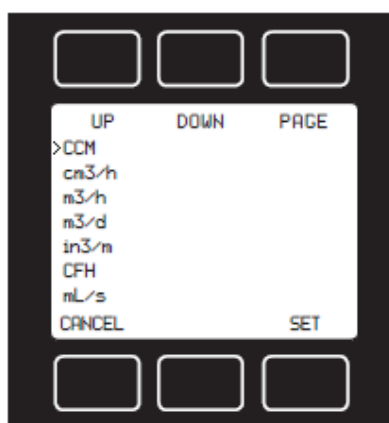 UP DOWN PAGE
>CCM
cm3/h
m3/h
m3/d
in3/m
CFH
mL/s
CANCEL SET